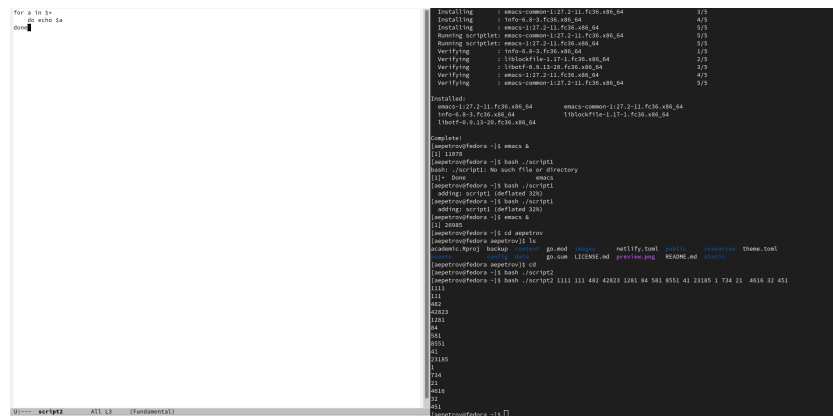 for a in $*
do echo $a
done
U:--- script2 All L3 (Fundamental)
Installing : emacs-common-1:27.2-11.fc36.x86_64 3/5
Installing : info-6.8-3.fc36.x86_64 4/5
Installing : emacs-1:27.2-11.fc36.x86_64 5/5
Running scriptlet: emacs-1:27.2-11.fc36.x86_64 5/5
Running scriptlet: emacs-1:27.2-11.fc36.x86_64 5/5
Verifying : info-6.8-3.fc36.x86_64 1/5
Verifying : liblockfile-1.17-1.fc36.x86_64 2/5
Verifying : libotf-0.9.13-20.fc36.x86_64 3/5
Verifying : emacs-1:27.2-11.fc36.x86_64 4/5
Verifying : emacs-common-1:27.2-11.fc36.x86_64 5/5
Installed:
emacs-1:27.2-11.fc36.x86_64 emacs-common-1:27.2-11.fc36.x86_64
info-6.8-3.fc36.x86_64 liblockfile-1.17-1.fc36.x86_64
libotf-0.9.13-20.fc36.x86_64
Complete!
[aepetrov@fedora ~]$ emacs &
[1] 11078
[aepetrov@fedora ~]$ bash ./script1
bash: ./script1: No such file or directory
[1]+ Done emacs
[aepetrov@fedora ~]$ bash ./script1
adding: script1 (deflated 32%)
[aepetrov@fedora ~]$ bash ./script1
adding: script1 (deflated 32%)
[aepetrov@fedora ~]$ emacs &
[1] 26985
[aepetrov@fedora ~]$ cd aepetrov
[aepetrov@fedora aepetrov]$ ls
academic.Rproj backup content go.mod images netlify.toml public resources theme.toml
assets config data go.sum LICENSE.md preview.png README.md static
[aepetrov@fedora aepetrov]$ cd
[aepetrov@fedora ~]$ bash ./script2
[aepetrov@fedora ~]$ bash ./script2 1111 111 482 42823 1281 84 581 8551 41 23185 1 734 21 4616 32 451
1111
111
482
42823
1281
84
581
8551
41
23185
1
734
21
4616
32
451
[aepetrov@fedora ~]$